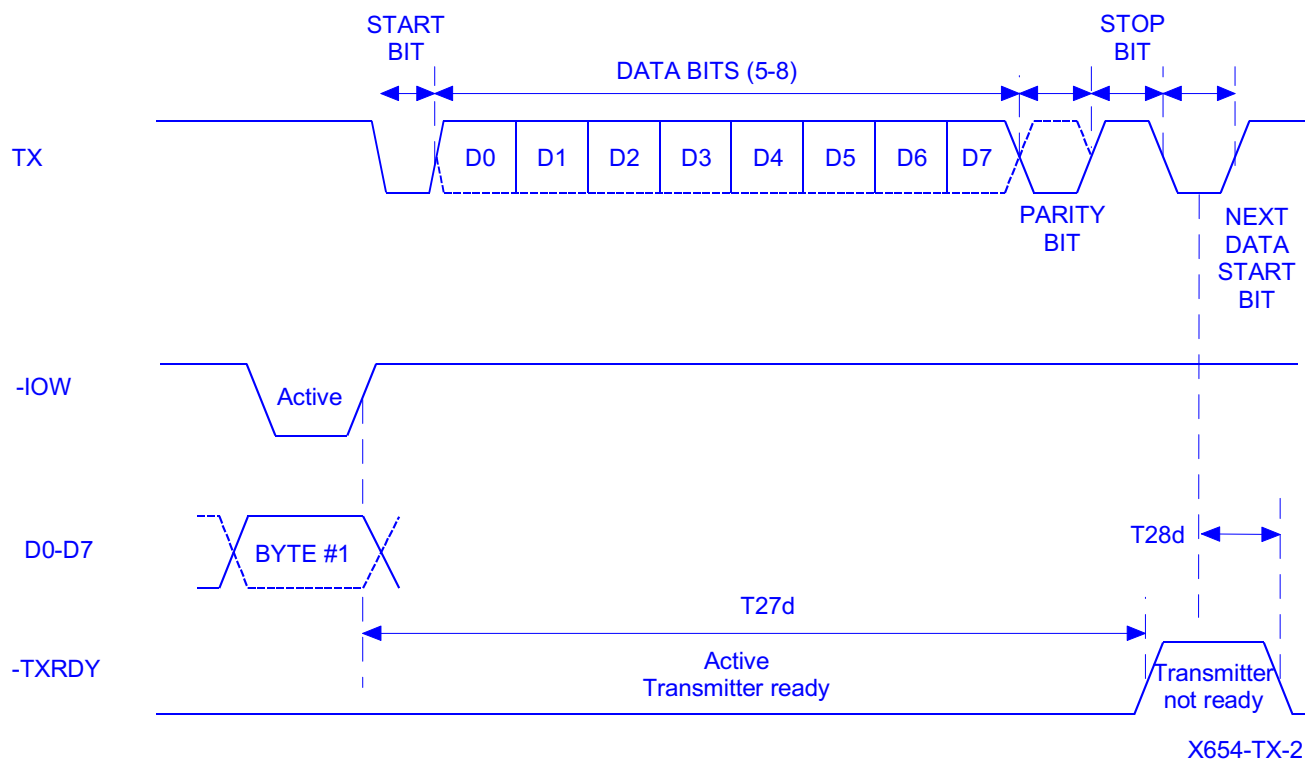 START
BIT
STOP
BIT
DATA BITS (5-8)
TX
D0 D1 D2 D3 D4 D5 D6 D7
PARITY
BIT
NEXT
DATA
START
BIT
-IOW
Active
D0-D7
BYTE #1
T28d
T27d
-TXRDY
Active
Transmitter ready
Transmitter
not ready
X654-TX-2